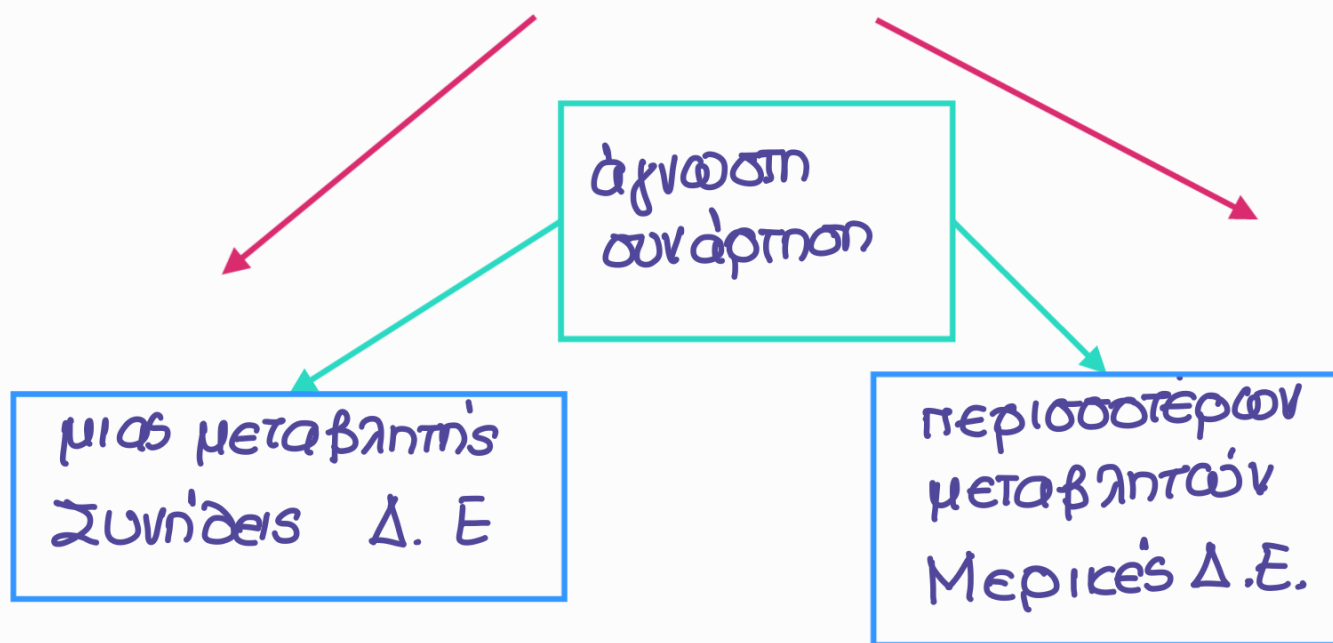 άγνωστη
συνάρτηση
μιας μεταβλητής
Συνήθεις Δ. Ε
περισσοτέρων
μεταβλητών
Μερικές Δ.Ε.